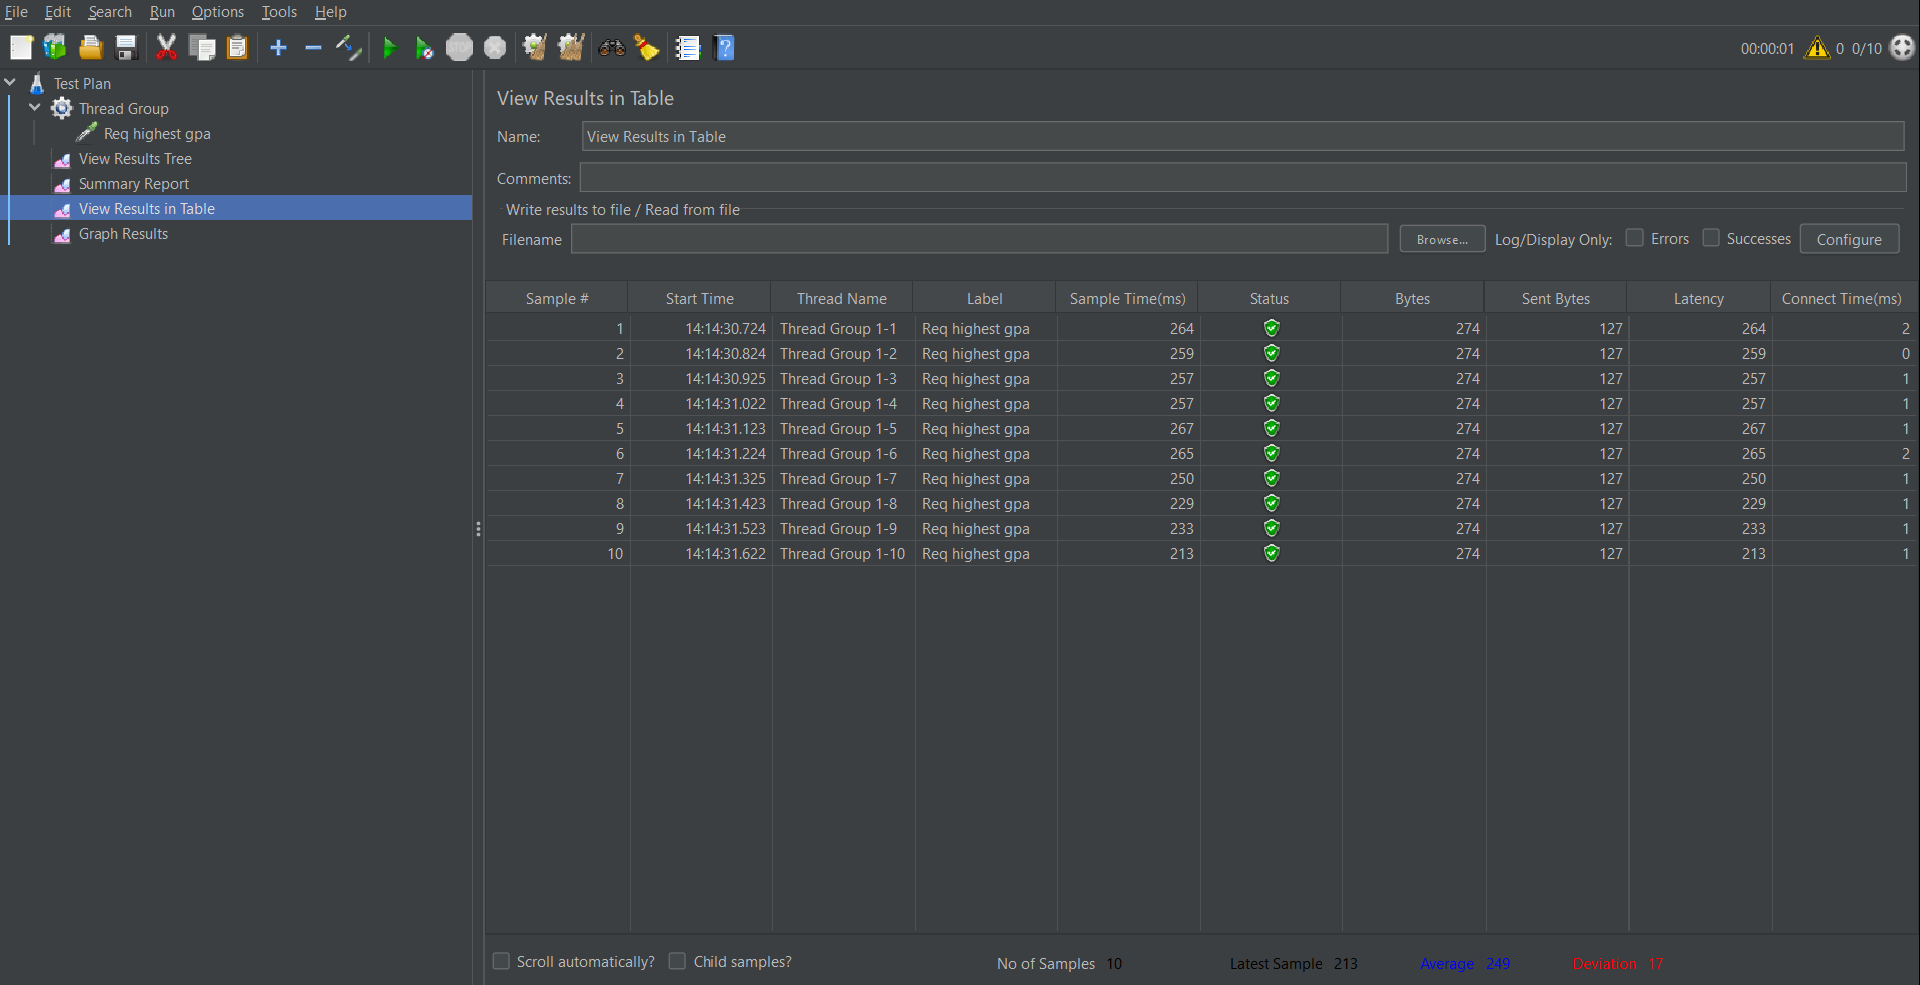 File Edit Search Run Options Tools Help
STOP
00:00:01 0 0/10
Test Plan
Thread Group
Req highest gpa
View Results Tree
Summary Report
View Results in Table
Graph Results
View Results in Table
Name: View Results in Table
Comments:
Write results to file / Read from file
Filename Browse... Log/Display Only: Errors Successes Configure
Sample # Start Time Thread Name Label Sample Time(ms) Status Bytes Sent Bytes Latency Connect Time(ms)
1 14:14:30.724 Thread Group 1-1 Req highest gpa 264 274 127 264 2
2 14:14:30.824 Thread Group 1-2 Req highest gpa 259 274 127 259 0
3 14:14:30.925 Thread Group 1-3 Req highest gpa 257 274 127 257 1
4 14:14:31.022 Thread Group 1-4 Req highest gpa 257 274 127 257 1
5 14:14:31.123 Thread Group 1-5 Req highest gpa 267 274 127 267 1
6 14:14:31.224 Thread Group 1-6 Req highest gpa 265 274 127 265 2
7 14:14:31.325 Thread Group 1-7 Req highest gpa 250 274 127 250 1
8 14:14:31.423 Thread Group 1-8 Req highest gpa 229 274 127 229 1
9 14:14:31.523 Thread Group 1-9 Req highest gpa 233 274 127 233 1
10 14:14:31.622 Thread Group 1-10 Req highest gpa 213 274 127 213 1
Scroll automatically? Child samples? No of Samples 10 Latest Sample 213 Average 249 Deviation 17